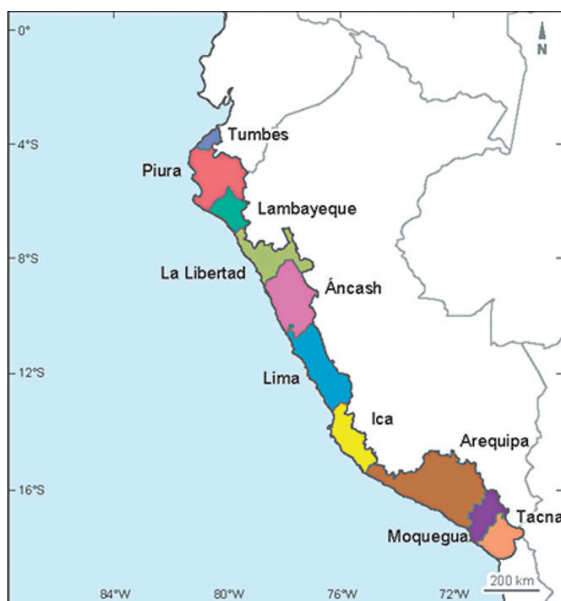 0°
N
Tumbes
4°S
Piura
Lambayeque
8°S
La Libertad
Áncash
12°S
Lima
Ica
Arequipa
16°S
Tacna
Moquegua
200 km
84°W
80°W
76°W
72°W